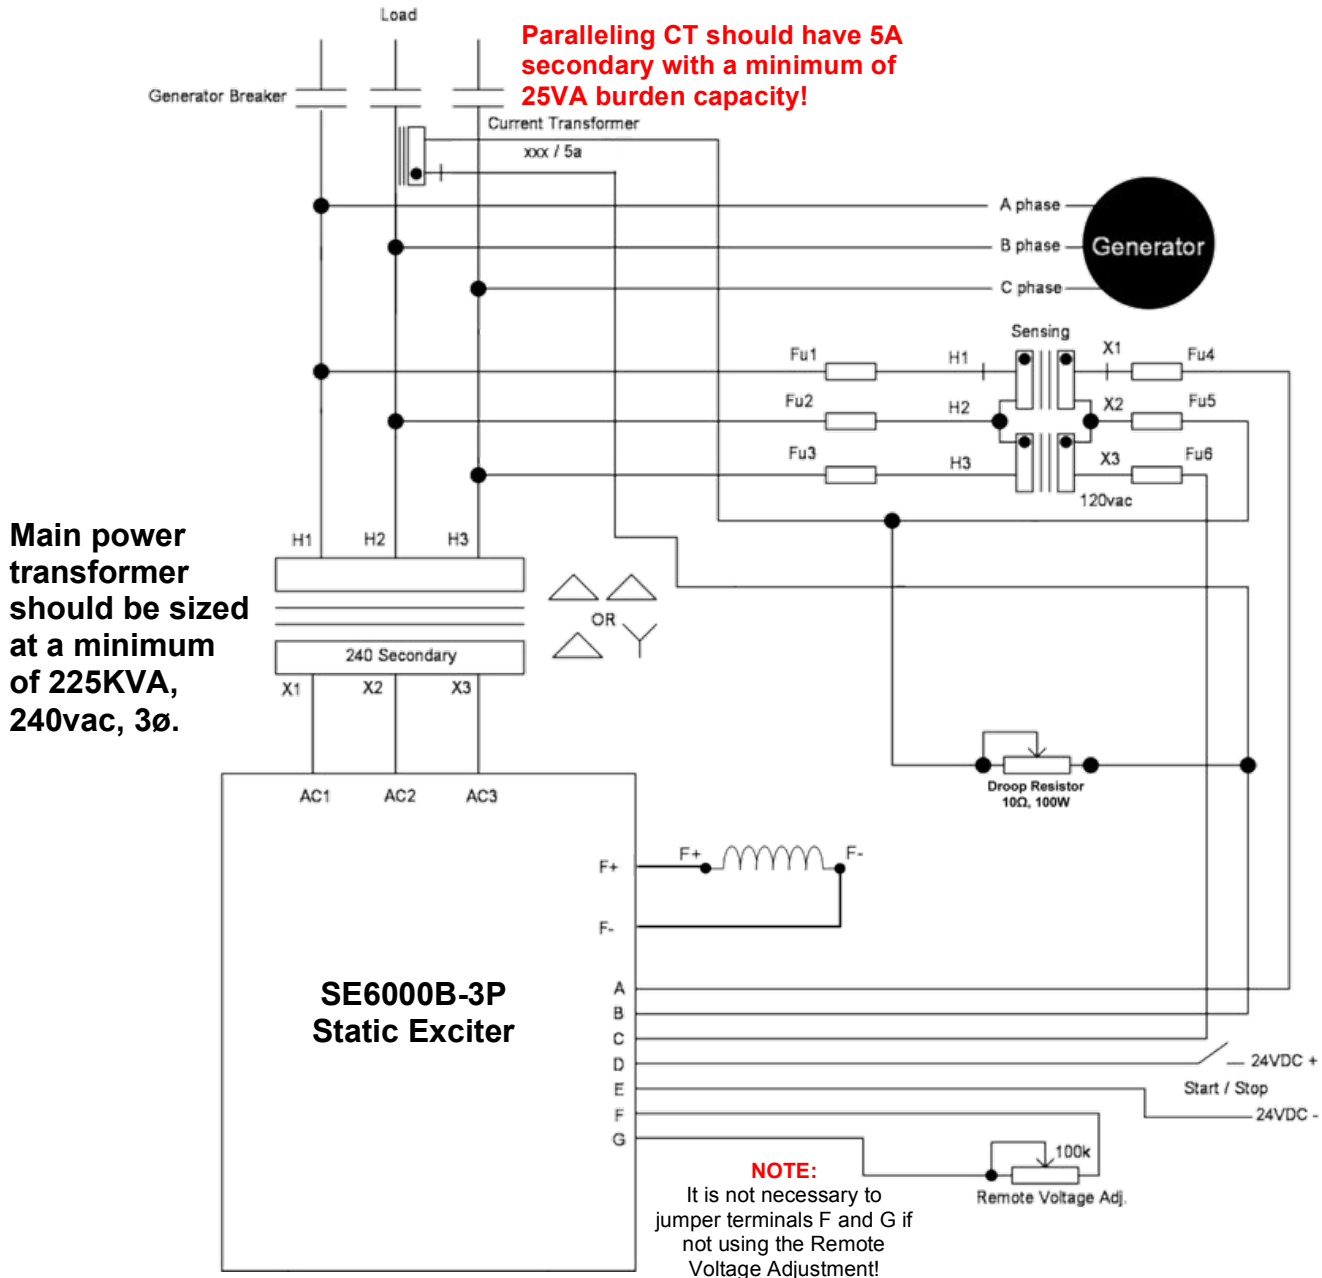 Load
Paralleling CT should have 5A
secondary with a minimum of
25VA burden capacity!
Generator Breaker
Current Transformer
xxx / 5a
A phase
B phase
C phase
Generator
Sensing
Fu1
H1
X1
Fu4
Fu2
H2
X2
Fu5
Fu3
H3
X3
Fu6
120vac
Main power
transformer
should be sized
at a minimum
of 225KVA,
240vac, 3ø.
H1
H2
H3
OR
240 Secondary
X1
X2
X3
AC1
AC2
AC3
Droop Resistor
10Ω, 100W
F+
F+
F-
F-
SE6000B-3P
Static Exciter
A
B
C
D
E
F
G
24VDC +
Start / Stop
24VDC -
100k
Remote Voltage Adj.
NOTE:
It is not necessary to
jumper terminals F and G if
not using the Remote
Voltage Adjustment!